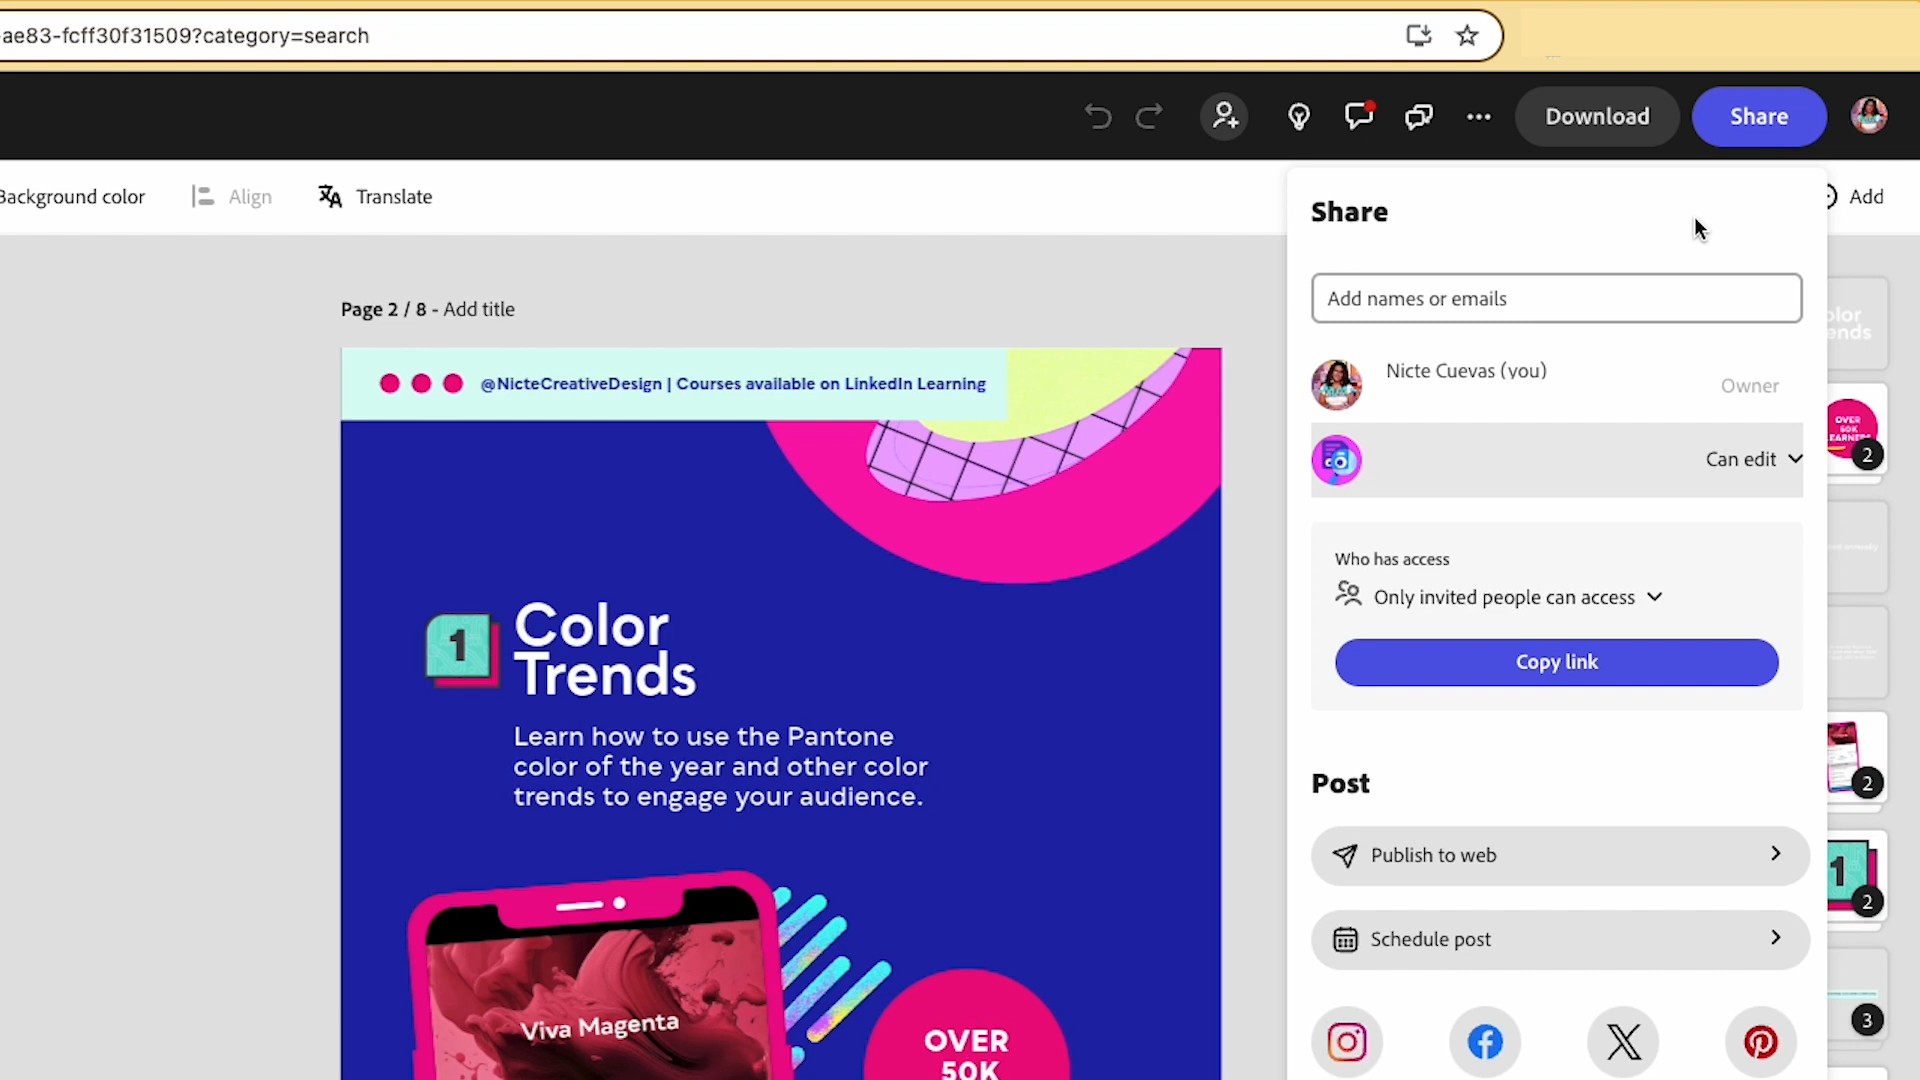 ae83-fcff30f31509?category=search
Download
Share
Background color
Align
Translate
Add
Share
Add names or emails
Nicte Cuevas (you)
Owner
Can edit
Who has access
Only invited people can access
Copy link
Post
Publish to web
Schedule post
Page 2 / 8 - Add title
@NicteCreativeDesign | Courses available on LinkedIn Learning
1
Color
Trends
Learn how to use the Pantone
color of the year and other color
trends to engage your audience.
Viva Magenta
OVER
50K
OVER
50K
2
2
1
2
3